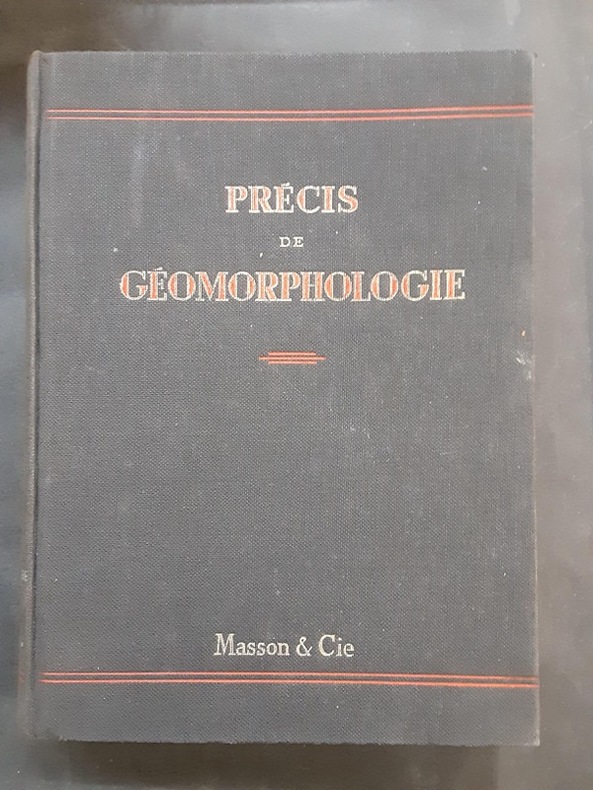 PRÉCIS
DE
GÉOMORPHOLOGIE
Masson & Cie